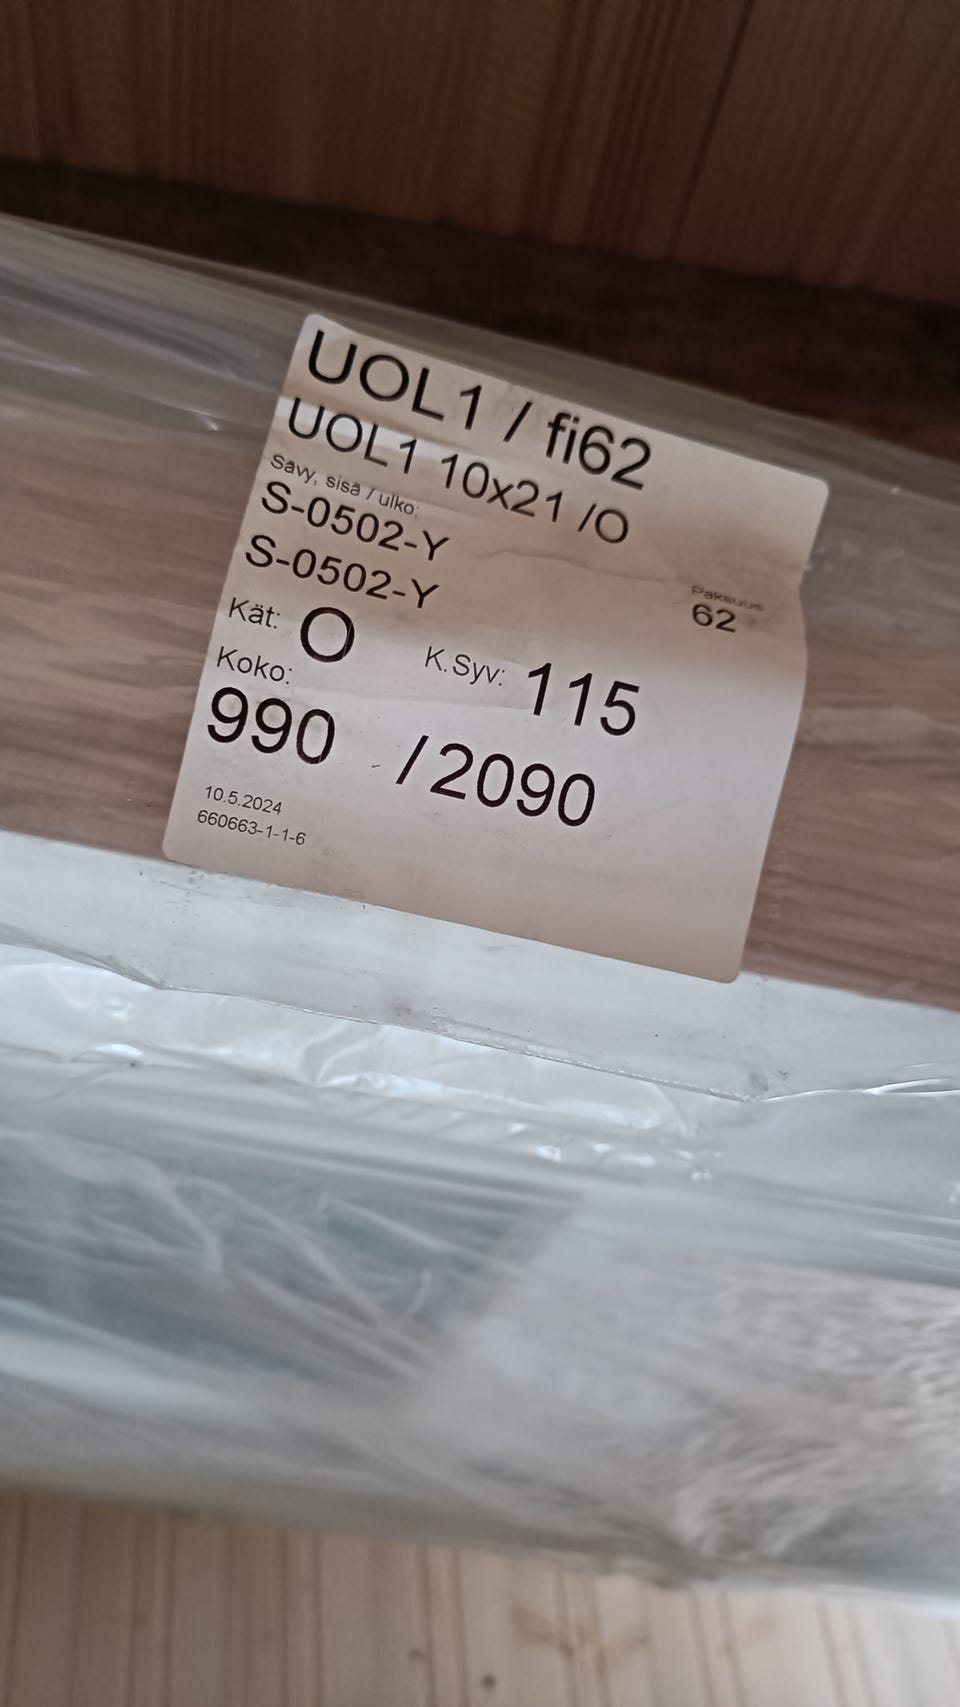 UOL1 / fi62
UOL1 10x21 /O
Sävy, sisä / ulko:
S-0502-Y
S-0502-Y
Paksuus
62
Kät: O K.Syv: 115
Koko:
990 /2090
10.5.2024
660663-1-1-6